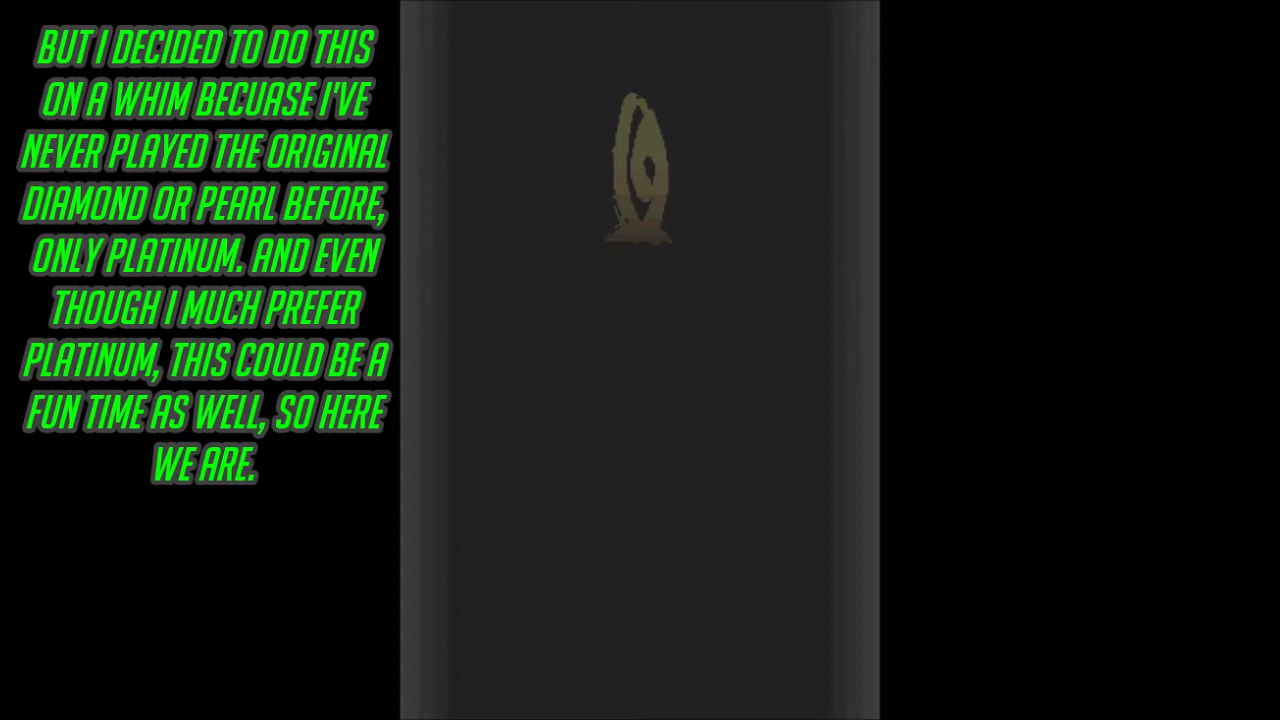 BUT I DECIDED TO DO THIS
ON A WHIM BECUASE I'VE
NEVER PLAYED THE ORIGINAL
DIAMOND OR PEARL BEFORE,
ONLY PLATINUM. AND EVEN
THOUGH I MUCH PREFER
PLATINUM, THIS COULD BE A
FUN TIME AS WELL, SO HERE
WE ARE.